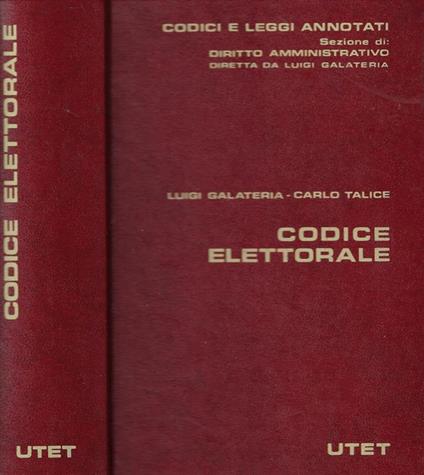 CODICE ELETTORALE
UTET
CODICI E LEGGI ANNOTATI
Sezione di:
DIRITTO AMMINISTRATIVO
DIRETTA DA LUIGI GALATERIA
LUIGI GALATERIA - CARLO TALICE
CODICE
ELETTORALE
UTET